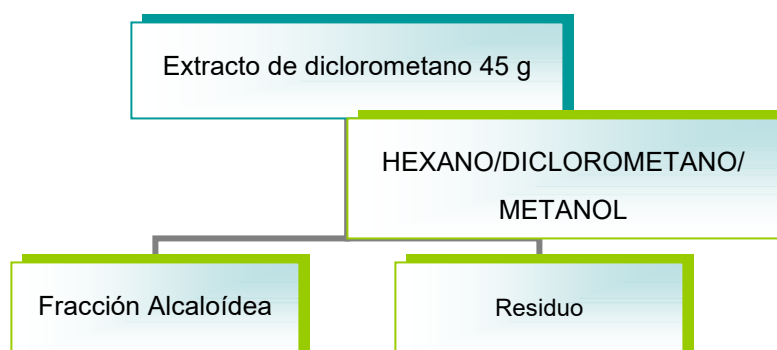 Extracto de diclorometano 45 g
HEXANO/DICLOROMETANO/
METANOL
Fracción Alcaloídea
Residuo